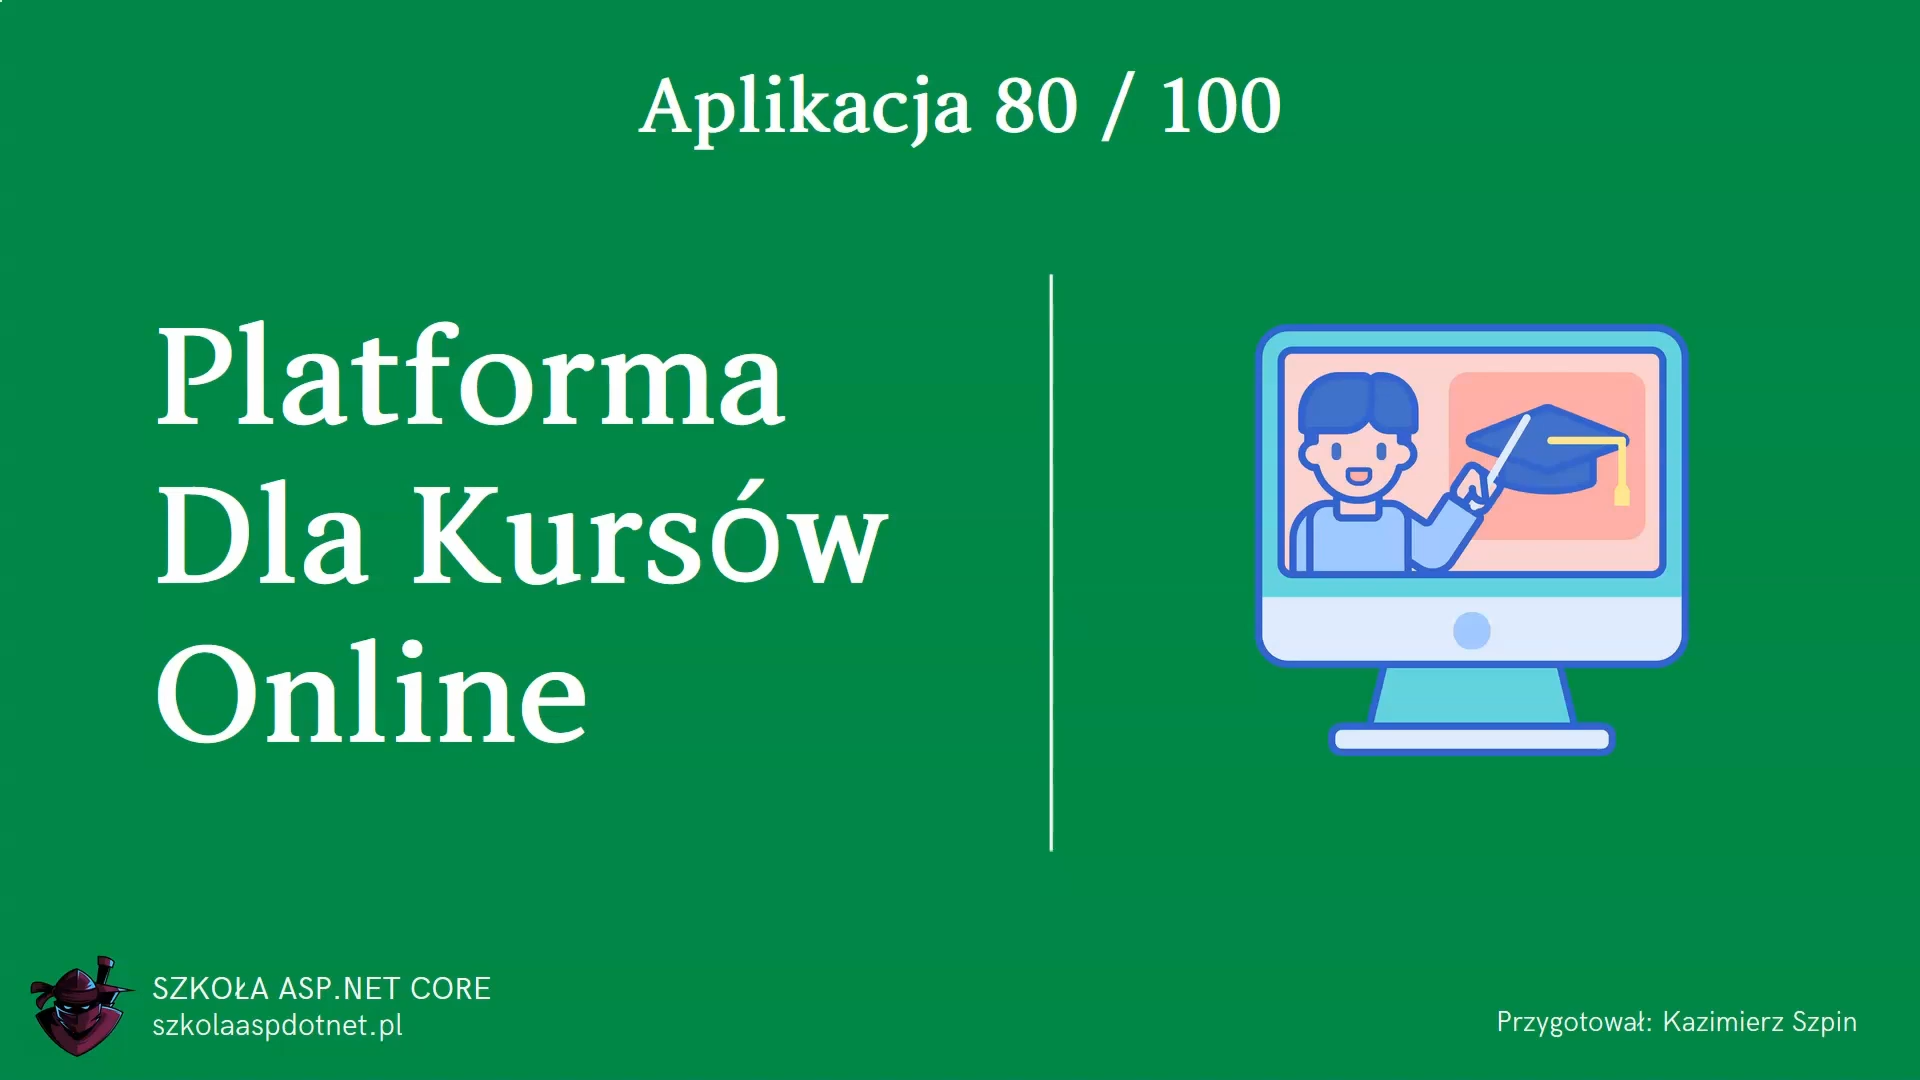 Aplikacja 80 / 100
Platforma
Dla Kursów
Online
SZKOŁA ASP.NET CORE
szkolaaspdotnet.pl
Przygotował: Kazimierz Szpin